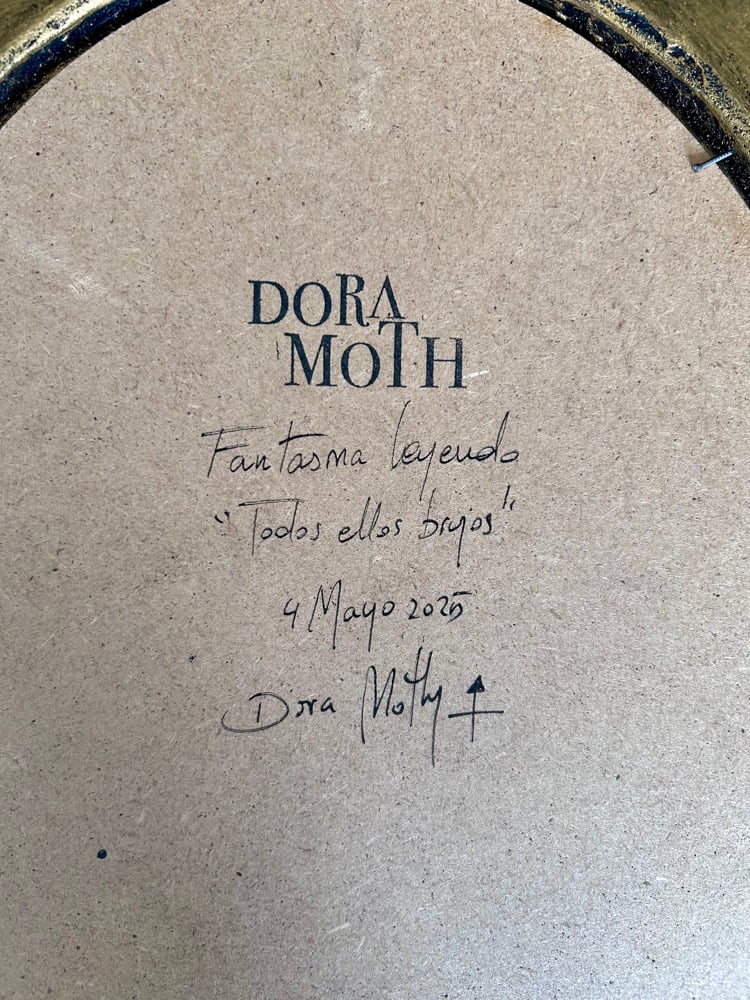 DORA
MOTH
Fantasma leyendo
"Todos ellos brujos"
4 Mayo 2025
Dora Moth